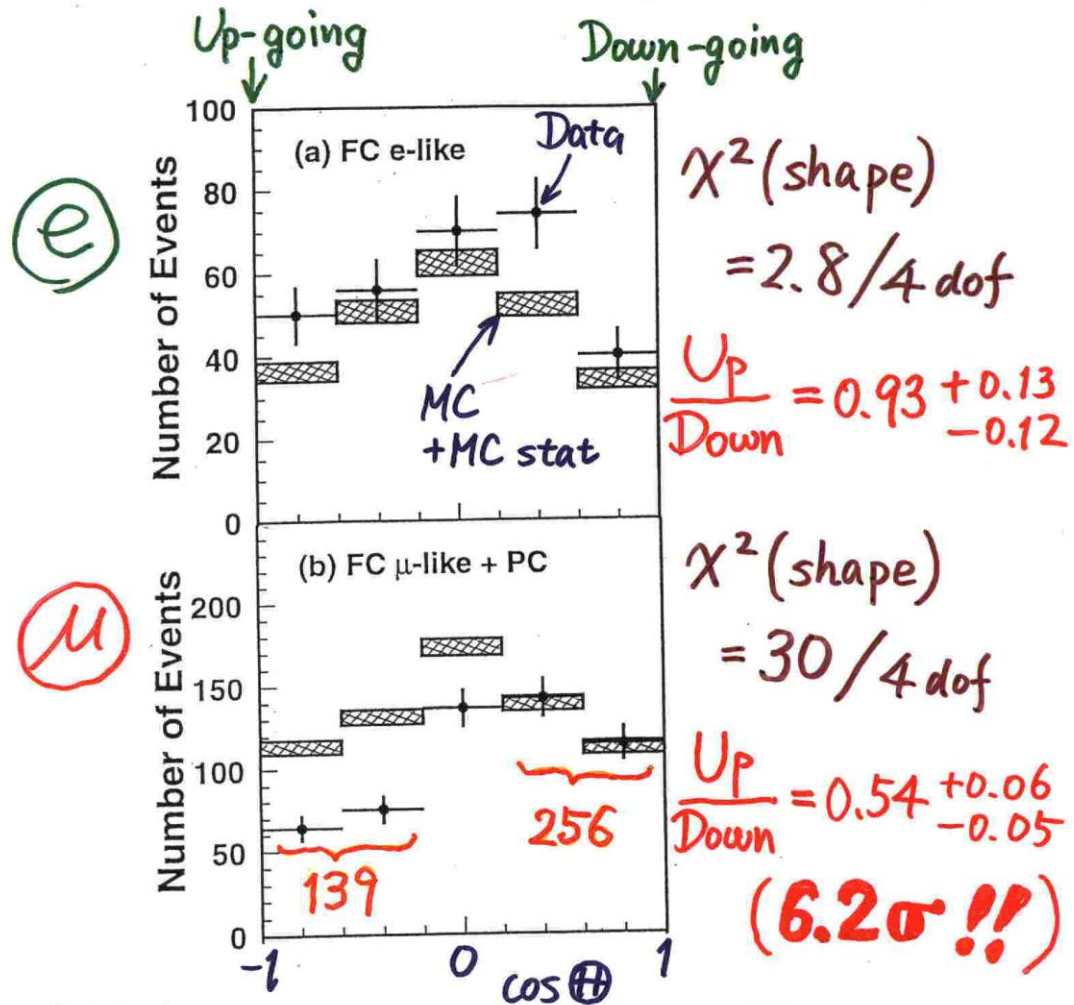 Up-going
Down-going
e
Number of Events
100
80
60
40
20
0
(a) FC e-like
Data
MC
+MC stat
χ² (shape)
= 2.8/4 dof
Up/Down = 0.93 +0.13 -0.12
μ
Number of Events
200
150
100
50
0
(b) FC μ-like + PC
139
256
χ² (shape)
= 30/4 dof
Up/Down = 0.54 +0.06 -0.05
(6.2σ !!)
-1 0 1
cos Θ